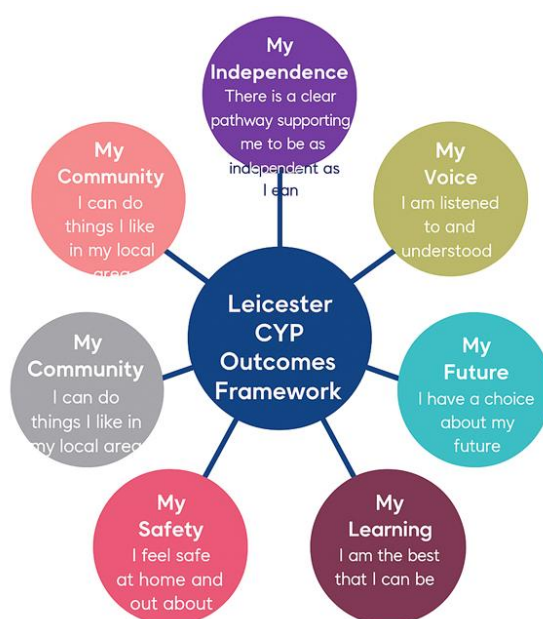 My
Independence
There is a clear
pathway supporting
me to be as
independent as
I can
My
Community
I can do
things I like
in my local
area
My
Voice
I am listened
to and
understood
Leicester
CYP
Outcomes
Framework
My
Community
I can do
things I like in
my local area
My
Future
I have a choice
about my
future
My
Safety
I feel safe
at home and
out about
My
Learning
I am the best
that I can be